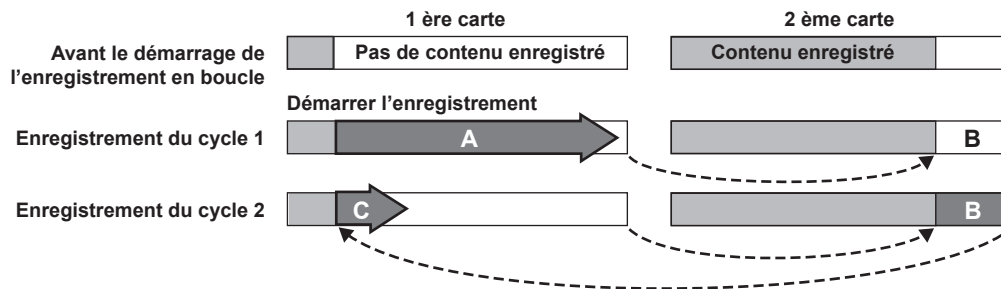 1 ère carte
2 ème carte
Avant le démarrage de
l'enregistrement en boucle
Pas de contenu enregistré
Contenu enregistré
Démarrer l'enregistrement
Enregistrement du cycle 1
A
B
Enregistrement du cycle 2
C
B